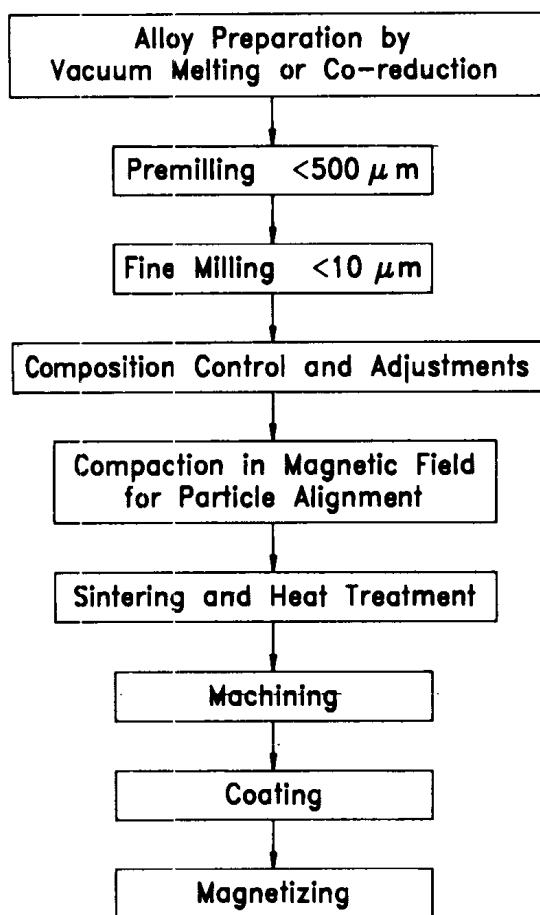 Alloy Preparation by
Vacuum Melting or Co-reduction
Premilling <500 μm
Fine Milling <10 μm
Composition Control and Adjustments
Compaction in Magnetic Field
for Particle Alignment
Sintering and Heat Treatment
Machining
Coating
Magnetizing